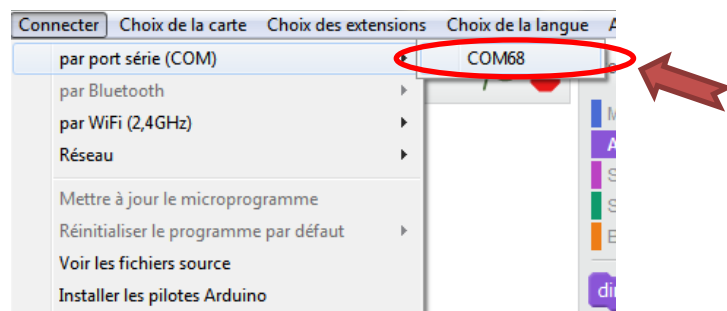 Connecter Choix de la carte Choix des extensions Choix de la langue
par port série (COM) COM68
par Bluetooth
par WiFi (2,4GHz)
Réseau
Mettre à jour le microprogramme
Réinitialiser le programme par défaut
Voir les fichiers source
Installer les pilotes Arduino